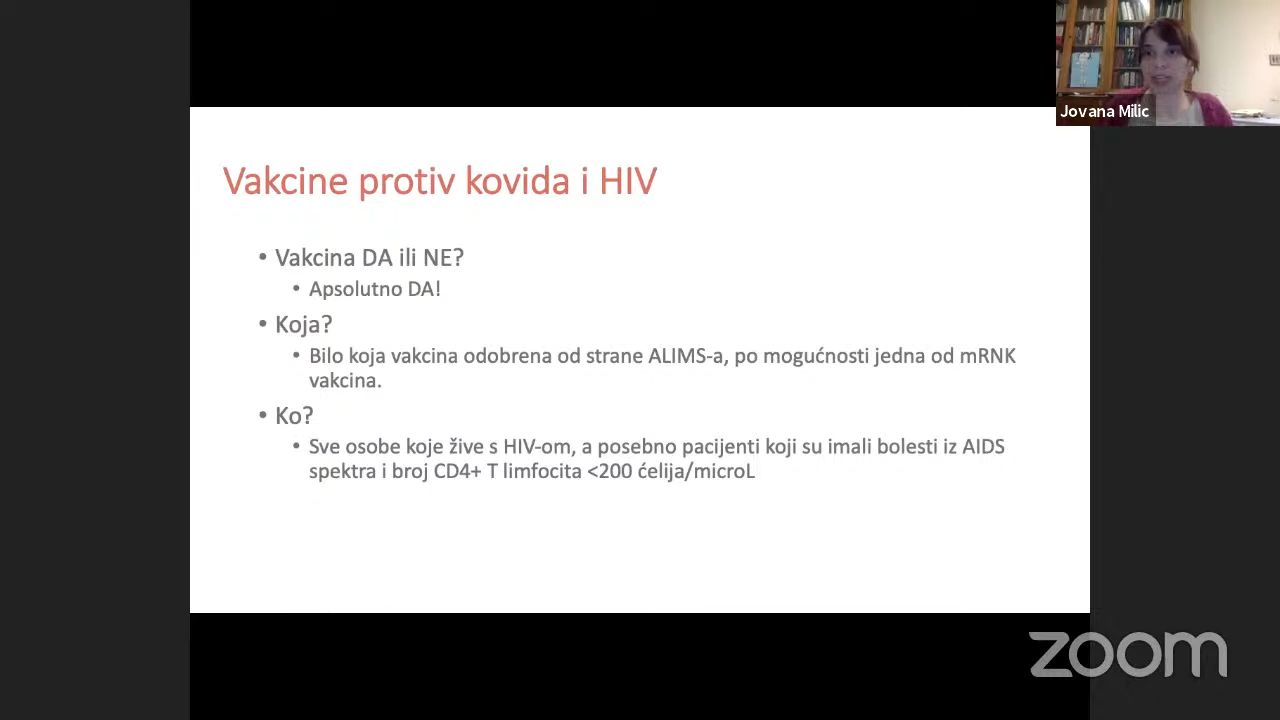 Jovana Milic
Vakcine protiv kovida i HIV
• Vakcina DA ili NE?
• Apsolutno DA!
• Koja?
• Bilo koja vakcina odobrena od strane ALIMS-a, po mogućnosti jedna od mRNK
vakcina.
• Ko?
• Sve osobe koje žive s HIV-om, a posebno pacijenti koji su imali bolesti iz AIDS
spektra i broj CD4+ T limfocita <200 ćelija/microL
zoom